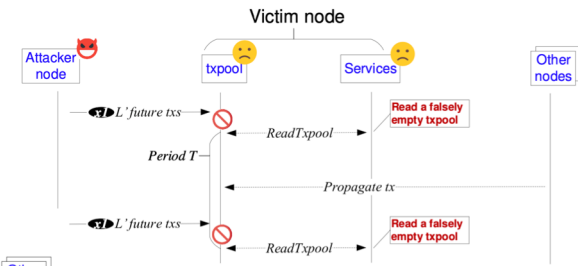 Victim node
Attacker
node
txpool
Services
Other
nodes
x1 L' future txs
Read a falsely
empty txpool
ReadTxpool
Period T
Propagate tx
x1 L' future txs
Read a falsely
empty txpool
ReadTxpool